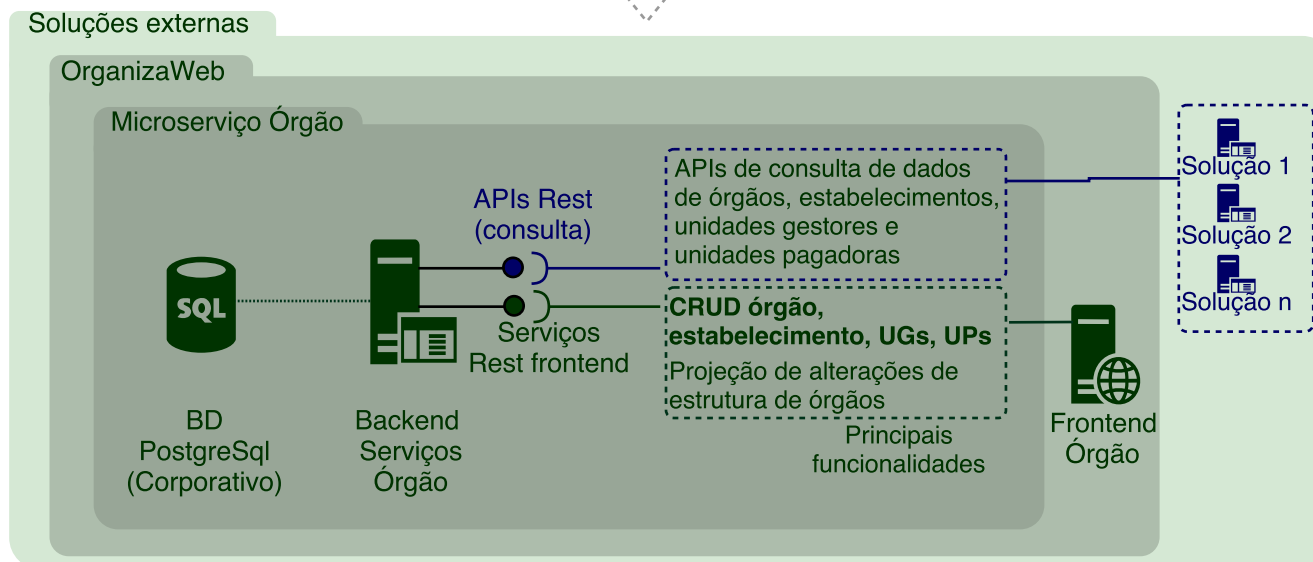 Soluções externas
OrganizaWeb
Microserviço Órgão
APIs Rest
(consulta)
APIs de consulta de dados
de órgãos, estabelecimentos,
unidades gestores e
unidades pagadoras
Solução 1
Solução 2
Solução n
SQL
Serviços
Rest frontend
CRUD órgão,
estabelecimento, UGs, UPs
Projeção de alterações de
estrutura de órgãos
BD
PostgreSql
(Corporativo)
Backend
Serviços
Órgão
Principais
funcionalidades
Frontend
Órgão